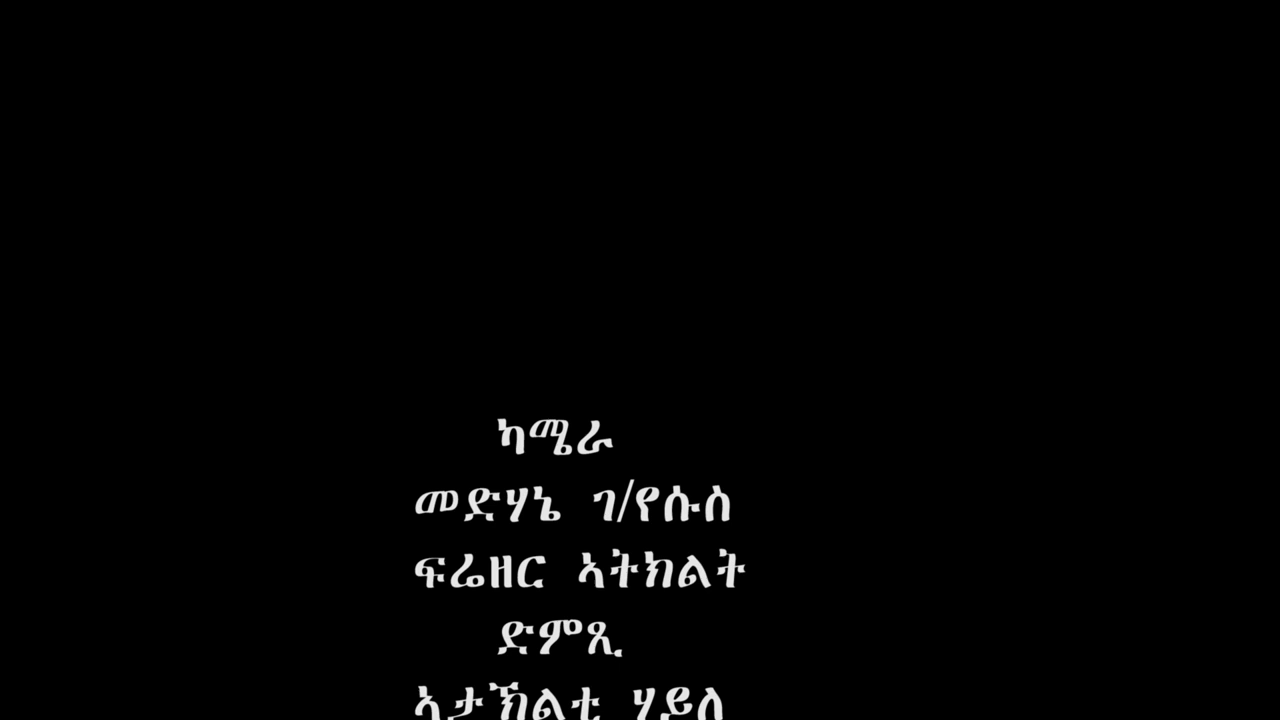 ካሜራ
መድሃኔ ገ/የሱስ
ፍሬዘር ኣትክልት
ድምጺ
ኣታኽልቲ ሃይለ